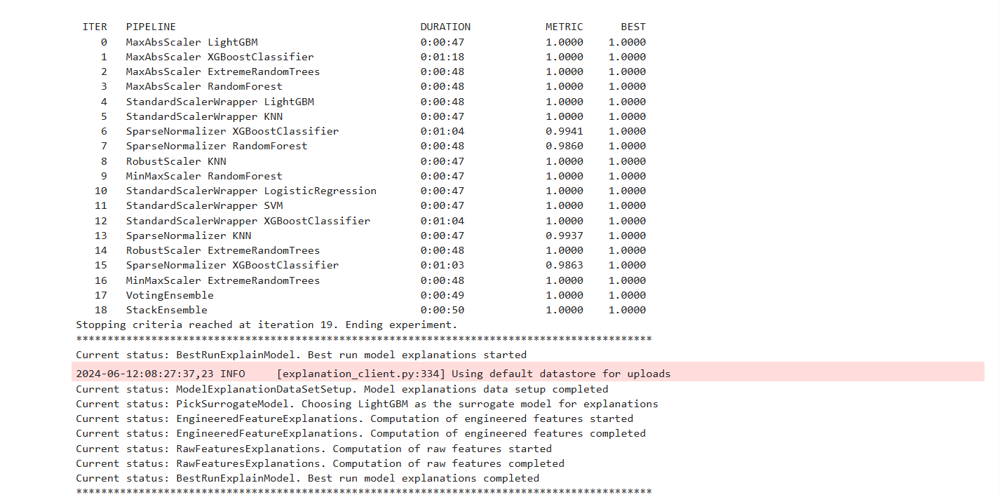 ITER PIPELINE DURATION METRIC BEST
0 MaxAbsScaler LightGBM 0:00:47 1.0000 1.0000
1 MaxAbsScaler XGBoostClassifier 0:01:18 1.0000 1.0000
2 MaxAbsScaler ExtremeRandomTrees 0:00:48 1.0000 1.0000
3 MaxAbsScaler RandomForest 0:00:48 1.0000 1.0000
4 StandardScalerWrapper LightGBM 0:00:48 1.0000 1.0000
5 StandardScalerWrapper KNN 0:00:47 1.0000 1.0000
6 SparseNormalizer XGBoostClassifier 0:01:04 0.9941 1.0000
7 SparseNormalizer RandomForest 0:00:48 0.9860 1.0000
8 RobustScaler KNN 0:00:47 1.0000 1.0000
9 MinMaxScaler RandomForest 0:00:47 1.0000 1.0000
10 StandardScalerWrapper LogisticRegression 0:00:47 1.0000 1.0000
11 StandardScalerWrapper SVM 0:00:47 1.0000 1.0000
12 StandardScalerWrapper XGBoostClassifier 0:01:04 1.0000 1.0000
13 SparseNormalizer KNN 0:00:47 0.9937 1.0000
14 RobustScaler ExtremeRandomTrees 0:00:48 1.0000 1.0000
15 SparseNormalizer XGBoostClassifier 0:01:03 0.9863 1.0000
16 MinMaxScaler ExtremeRandomTrees 0:00:48 1.0000 1.0000
17 VotingEnsemble 0:00:49 1.0000 1.0000
18 StackEnsemble 0:00:50 1.0000 1.0000
Stopping criteria reached at iteration 19. Ending experiment.
********************************************************************************************
Current status: BestRunExplainModel. Best run model explanations started
2024-06-12:08:27:37,23 INFO [explanation_client.py:334] Using default datastore for uploads
Current status: ModelExplanationDataSetSetup. Model explanations data setup completed
Current status: PickSurrogateModel. Choosing LightGBM as the surrogate model for explanations
Current status: EngineeredFeatureExplanations. Computation of engineered features started
Current status: EngineeredFeatureExplanations. Computation of engineered features completed
Current status: RawFeaturesExplanations. Computation of raw features started
Current status: RawFeaturesExplanations. Computation of raw features completed
Current status: BestRunExplainModel. Best run model explanations completed
********************************************************************************************